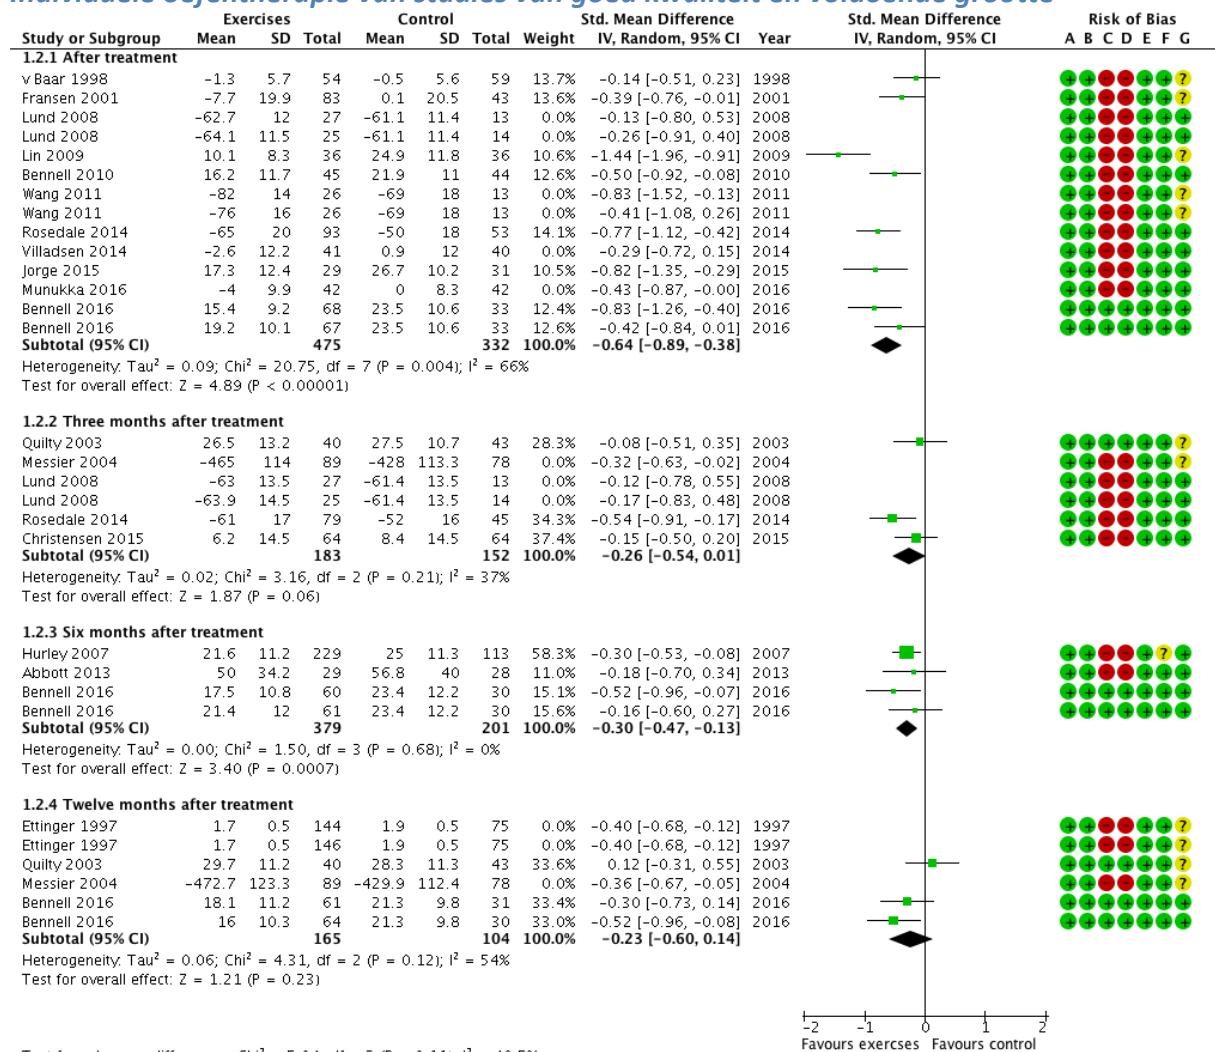 Individuele oefentherapie van studies van goed kwaliteit en voldoende grootte
Exercises Control Std. Mean Difference Std. Mean Difference Risk of Bias
Study or Subgroup Mean SD Total Mean SD Total Weight IV, Random, 95% CI Year IV, Random, 95% CI A B C D E F G
1.2.1 After treatment
v Baar 1998 −1.3 5.7 54 −0.5 5.6 59 13.7% −0.14 [−0.51, 0.23] 1998 + + − − + + ?
Fransen 2001 −7.7 19.9 83 0.1 20.5 43 13.6% −0.39 [−0.76, −0.01] 2001 + + − − + + ?
Lund 2008 −62.7 12 27 −61.1 11.4 13 0.0% −0.13 [−0.80, 0.53] 2008 + + − − + + +
Lund 2008 −64.1 11.5 25 −61.1 11.4 14 0.0% −0.26 [−0.91, 0.40] 2008 + + − − + + +
Lin 2009 10.1 8.3 36 24.9 11.8 36 10.6% −1.44 [−1.96, −0.91] 2009 + + − − + + ?
Bennell 2010 16.2 11.7 45 21.9 11 44 12.6% −0.50 [−0.92, −0.08] 2010 + + − − + + +
Wang 2011 −82 14 26 −69 18 13 0.0% −0.83 [−1.52, −0.13] 2011 + + − − + + ?
Wang 2011 −76 16 26 −69 18 13 0.0% −0.41 [−1.08, 0.26] 2011 + + − − + + ?
Rosedale 2014 −65 20 93 −50 18 53 14.1% −0.77 [−1.12, −0.42] 2014 + + − − + + +
Villadsen 2014 −2.6 12.2 41 0.9 12 40 0.0% −0.29 [−0.72, 0.15] 2014 + + − − + + +
Jorge 2015 17.3 12.4 29 26.7 10.2 31 10.5% −0.82 [−1.35, −0.29] 2015 + + − − + + +
Munukka 2016 −4 9.9 42 0 8.3 42 0.0% −0.43 [−0.87, −0.00] 2016 + + − − + + +
Bennell 2016 15.4 9.2 68 23.5 10.6 33 12.4% −0.83 [−1.26, −0.40] 2016 + + + + + + +
Bennell 2016 19.2 10.1 67 23.5 10.6 33 12.6% −0.42 [−0.84, 0.01] 2016 + + + + + + +
Subtotal (95% CI) 475 332 100.0% −0.64 [−0.89, −0.38]
Heterogeneity: Tau² = 0.09; Chi² = 20.75, df = 7 (P = 0.004); I² = 66%
Test for overall effect: Z = 4.89 (P < 0.00001)
1.2.2 Three months after treatment
Quilty 2003 26.5 13.2 40 27.5 10.7 43 28.3% −0.08 [−0.51, 0.35] 2003 + + + + + + ?
Messier 2004 −465 114 89 −428 113.3 78 0.0% −0.32 [−0.63, −0.02] 2004 + + − − + + ?
Lund 2008 −63 13.5 27 −61.4 13.5 13 0.0% −0.12 [−0.78, 0.55] 2008 + + − − + + +
Lund 2008 −63.9 14.5 25 −61.4 13.5 14 0.0% −0.17 [−0.83, 0.48] 2008 + + − − + + +
Rosedale 2014 −61 17 79 −52 16 45 34.3% −0.54 [−0.91, −0.17] 2014 + + − − + + +
Christensen 2015 6.2 14.5 64 8.4 14.5 64 37.4% −0.15 [−0.50, 0.20] 2015 + + − − + + +
Subtotal (95% CI) 183 152 100.0% −0.26 [−0.54, 0.01]
Heterogeneity: Tau² = 0.02; Chi² = 3.16, df = 2 (P = 0.21); I² = 37%
Test for overall effect: Z = 1.87 (P = 0.06)
1.2.3 Six months after treatment
Hurley 2007 21.6 11.2 229 25 11.3 113 58.3% −0.30 [−0.53, −0.08] 2007 + + − − + ? +
Abbott 2013 50 34.2 29 56.8 40 28 11.0% −0.18 [−0.70, 0.34] 2013 + + − − + + +
Bennell 2016 17.5 10.8 60 23.4 12.2 30 15.1% −0.52 [−0.96, −0.07] 2016 + + + + + + +
Bennell 2016 21.4 12 61 23.4 12.2 30 15.6% −0.16 [−0.60, 0.27] 2016 + + + + + + +
Subtotal (95% CI) 379 201 100.0% −0.30 [−0.47, −0.13]
Heterogeneity: Tau² = 0.00; Chi² = 1.50, df = 3 (P = 0.68); I² = 0%
Test for overall effect: Z = 3.40 (P = 0.0007)
1.2.4 Twelve months after treatment
Ettinger 1997 1.7 0.5 144 1.9 0.5 75 0.0% −0.40 [−0.68, −0.12] 1997 + + − − + + ?
Ettinger 1997 1.7 0.5 146 1.9 0.5 75 0.0% −0.40 [−0.68, −0.12] 1997 + + − − + + ?
Quilty 2003 29.7 11.2 40 28.3 11.3 43 33.6% 0.12 [−0.31, 0.55] 2003 + + + + + + ?
Messier 2004 −472.7 123.3 89 −429.9 112.4 78 0.0% −0.36 [−0.67, −0.05] 2004 + + − − + + ?
Bennell 2016 18.1 11.2 61 21.3 9.8 31 33.4% −0.30 [−0.73, 0.14] 2016 + + + + + + +
Bennell 2016 16 10.3 64 21.3 9.8 30 33.0% −0.52 [−0.96, −0.08] 2016 + + + + + + +
Subtotal (95% CI) 165 104 100.0% −0.23 [−0.60, 0.14]
Heterogeneity: Tau² = 0.06; Chi² = 4.31, df = 2 (P = 0.12); I² = 54%
Test for overall effect: Z = 1.21 (P = 0.23)
−2 −1 0 1 2
Favours exercses Favours control